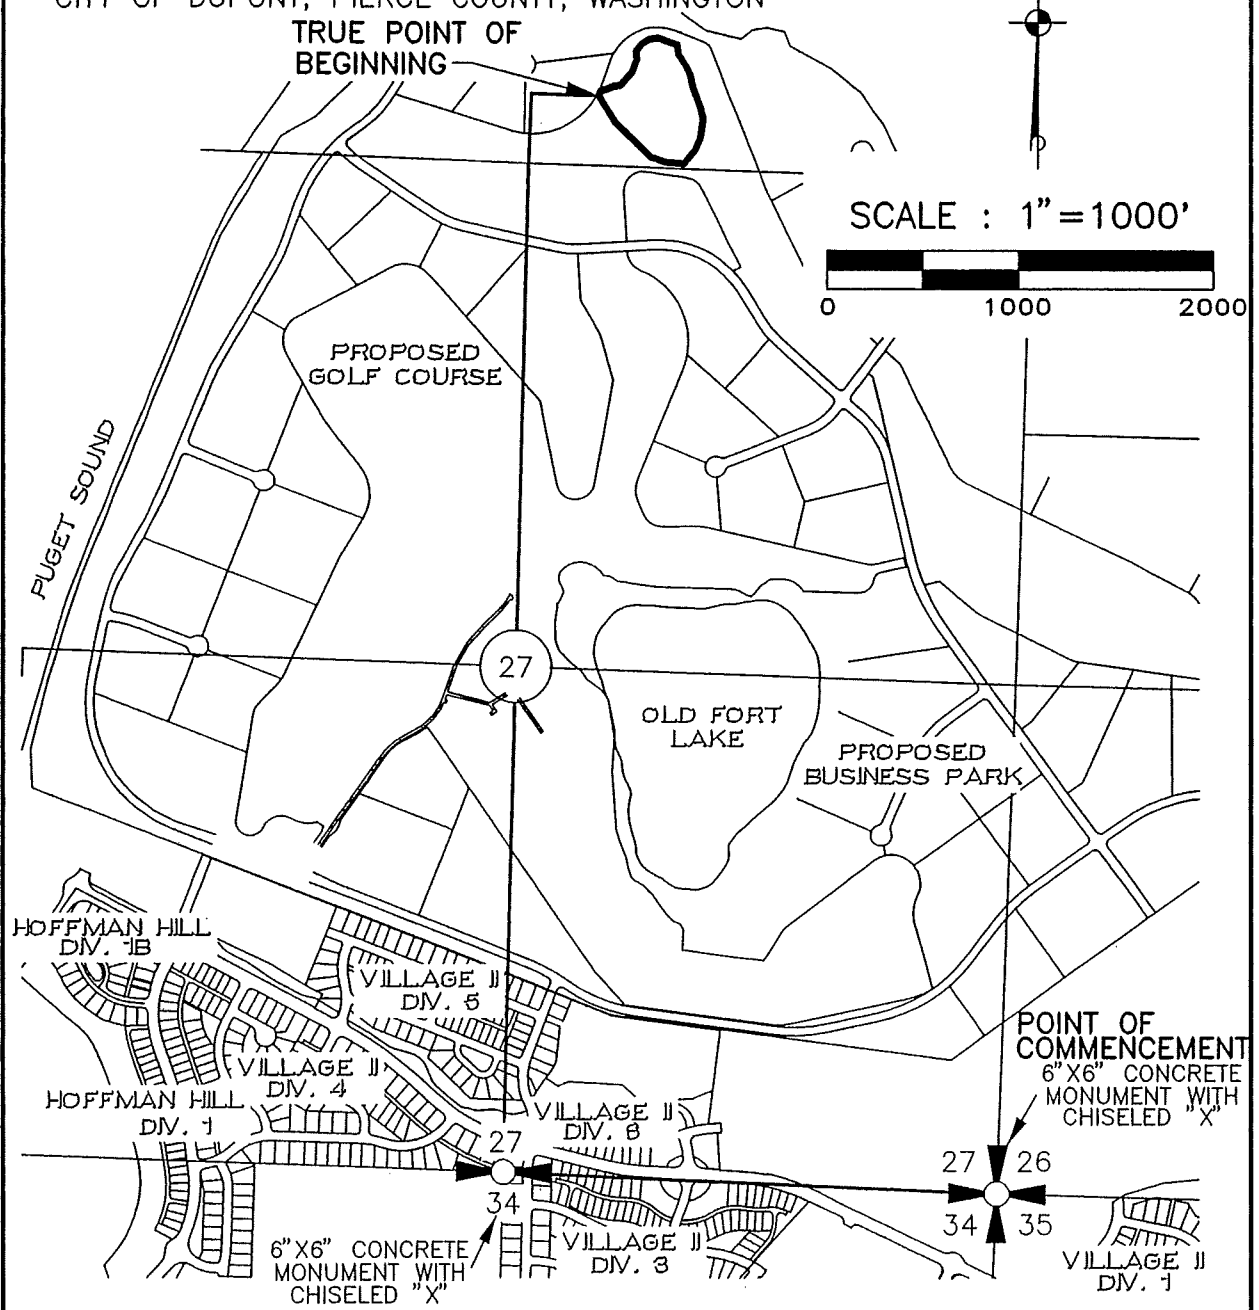 CITY OF DUPONT, PIERCE COUNTY, WASHINGTON
TRUE POINT OF
BEGINNING
SCALE : 1"=1000'
0 1000 2000
PROPOSED
GOLF COURSE
PUGET SOUND
27
OLD FORT
LAKE
PROPOSED
BUSINESS PARK
HOFFMAN HILL
DIV. 1B
VILLAGE II
DIV. 5
POINT OF
COMMENCEMENT
6"X6" CONCRETE
MONUMENT WITH
CHISELED "X"
VILLAGE II
DIV. 4
HOFFMAN HILL
DIV. 1
VILLAGE II
DIV. 6
27
34
27 26
34 35
6"X6" CONCRETE
MONUMENT WITH
CHISELED "X"
VILLAGE II
DIV. 3
VILLAGE II
DIV. 1